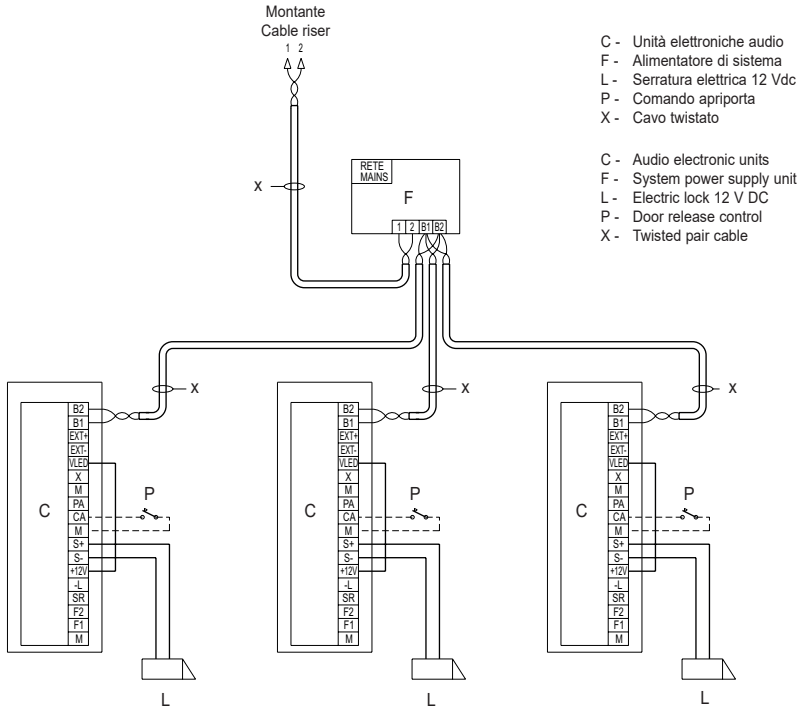 Montante
Cable riser
1 2
C - Unità elettroniche audio
F - Alimentatore di sistema
L - Serratura elettrica 12 Vdc
P - Comando apriporta
X - Cavo twistato
C - Audio electronic units
F - System power supply unit
L - Electric lock 12 V DC
P - Door release control
X - Twisted pair cable
RETE
MAINS
F
X
1 2 B1 B2
X
X
X
B2
B1
EXT+
EXT-
VLED
X
M
PA
CA
M
S+
S-
+12V
-L
SR
F2
F1
M
C
P
L
B2
B1
EXT+
EXT-
VLED
X
M
PA
CA
M
S+
S-
+12V
-L
SR
F2
F1
M
C
P
L
B2
B1
EXT+
EXT-
VLED
X
M
PA
CA
M
S+
S-
+12V
-L
SR
F2
F1
M
C
P
L